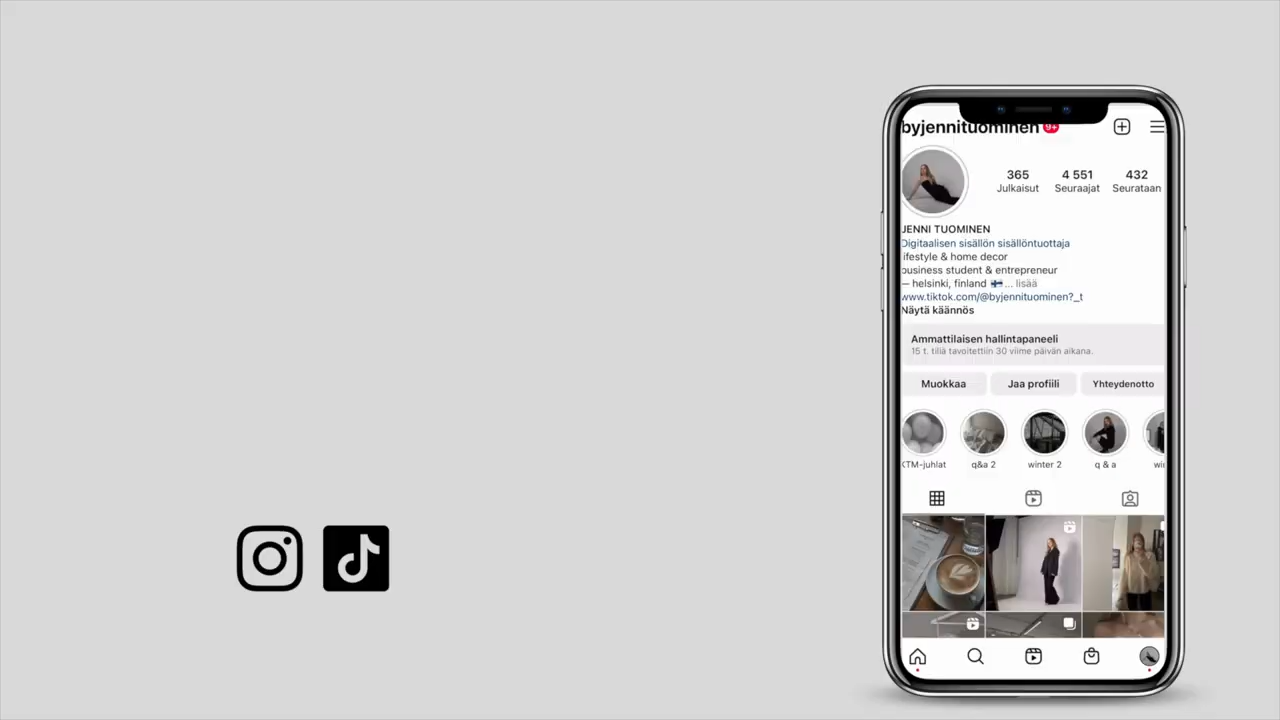 byjennituominen 9+
365 4 551 432
Julkaisut Seuraajat Seurataan
JENNI TUOMINEN
Digitaalisen sisällön sisällöntuottaja
lifestyle & home decor
business student & entrepreneur
— helsinki, finland 🇫🇮 ... lisää
www.tiktok.com/@byjennituominen?_t
Näytä käännös
Ammattilaisen hallintapaneeli
15 t. tiliä tavoitettiin 30 viime päivän aikana.
Muokkaa Jaa profiili Yhteydenotto
KTM-juhlat q&a 2 winter 2 q & a